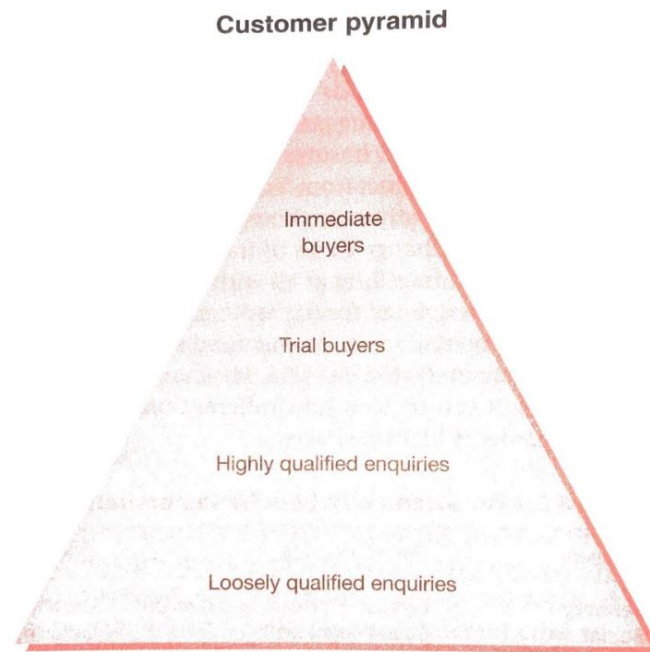 Customer pyramid
Immediate
buyers
Trial buyers
Highly qualified enquiries
Loosely qualified enquiries